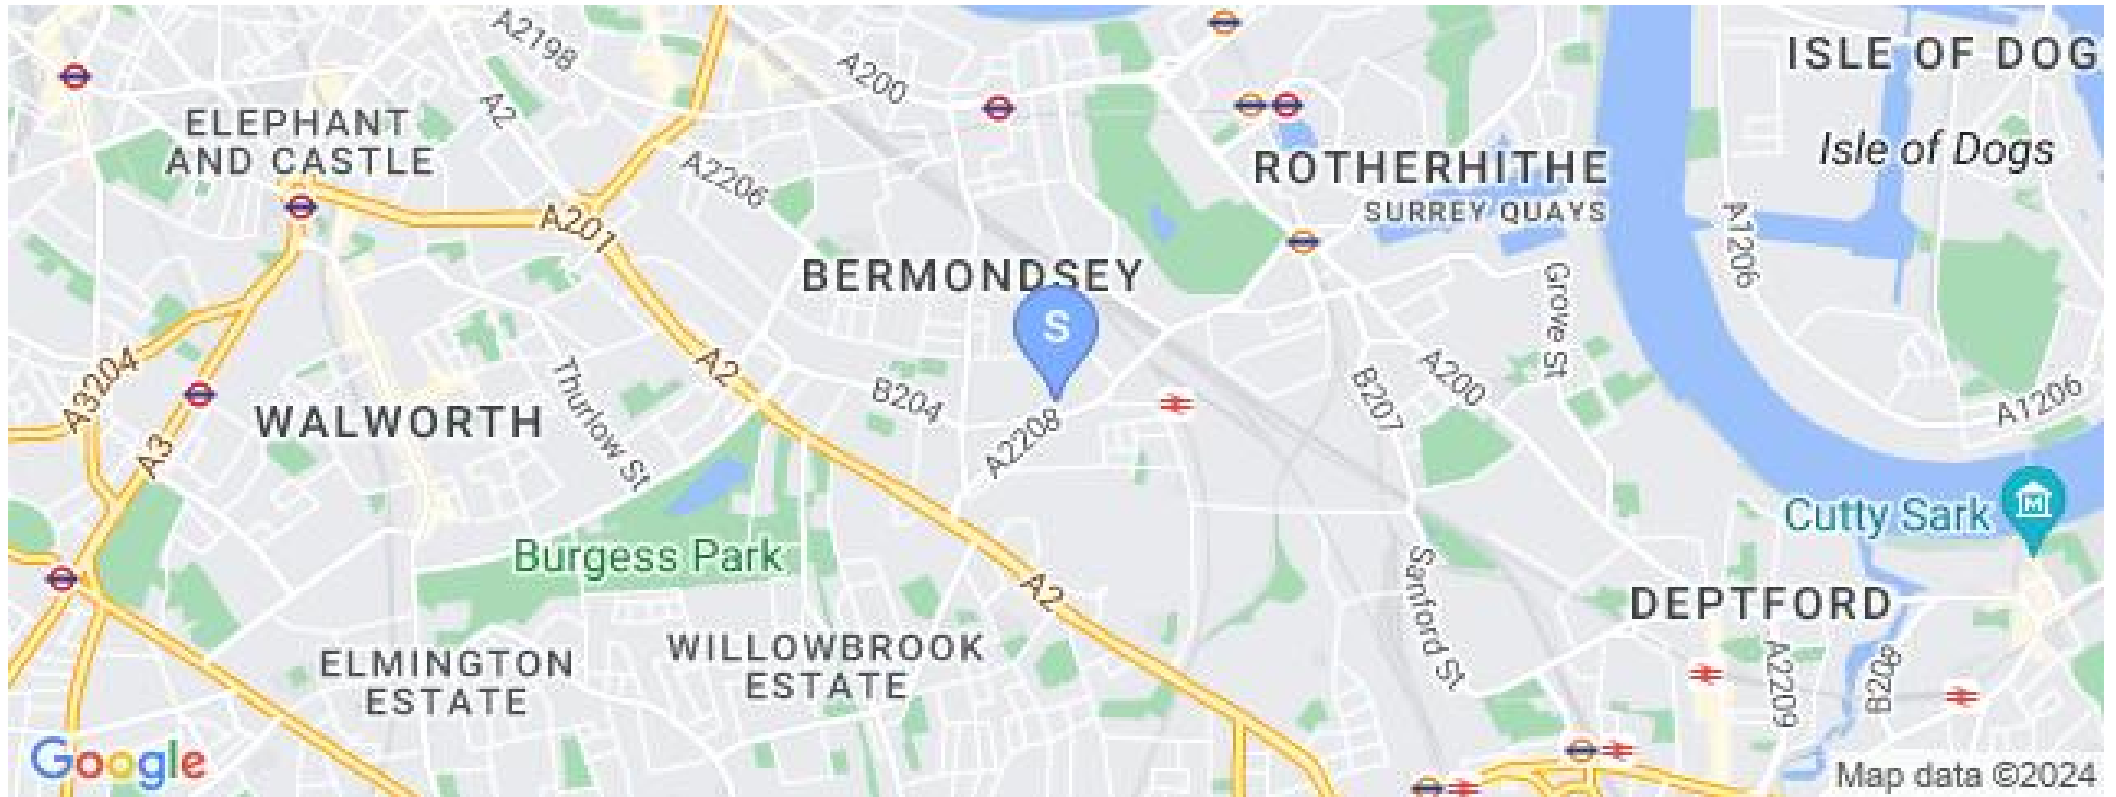 A2198
A200
ISLE OF DOG
A2
ELEPHANT
AND CASTLE
Isle of Dogs
A2206
ROTHERHITHE
SURREY QUAYS
A201
A1206
BERMONDSEY
Grove St
S
A3204
Thurlow St
A2
B204
B207
A200
A1206
WALWORTH
A3
A2208
Cutty Sark
M
Burgess Park
Sanford St
A2
DEPTFORD
ELMINGTON
ESTATE
WILLOWBROOK
ESTATE
A2209
B208
Google
Map data ©2024